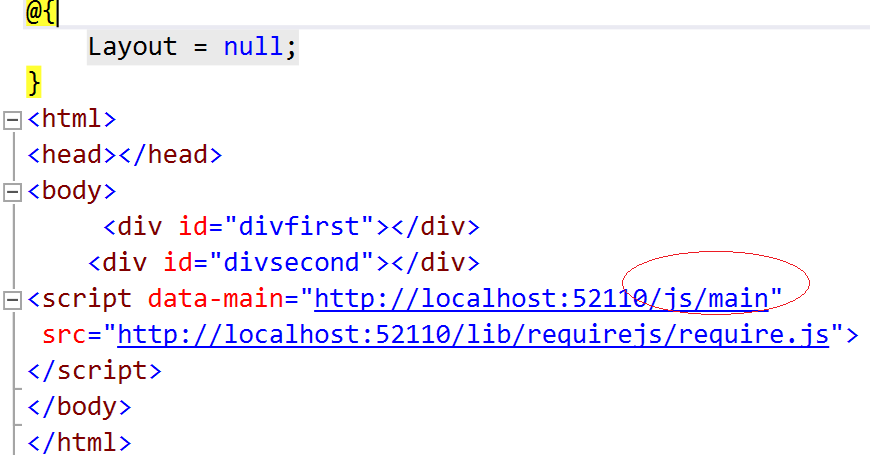 @{
Layout = null;
}
<html>
<head></head>
<body>
<div id="divfirst"></div>
<div id="divsecond"></div>
<script data-main="http://localhost:52110/js/main"
src="http://localhost:52110/lib/requirejs/require.js">
</script>
</body>
</html>